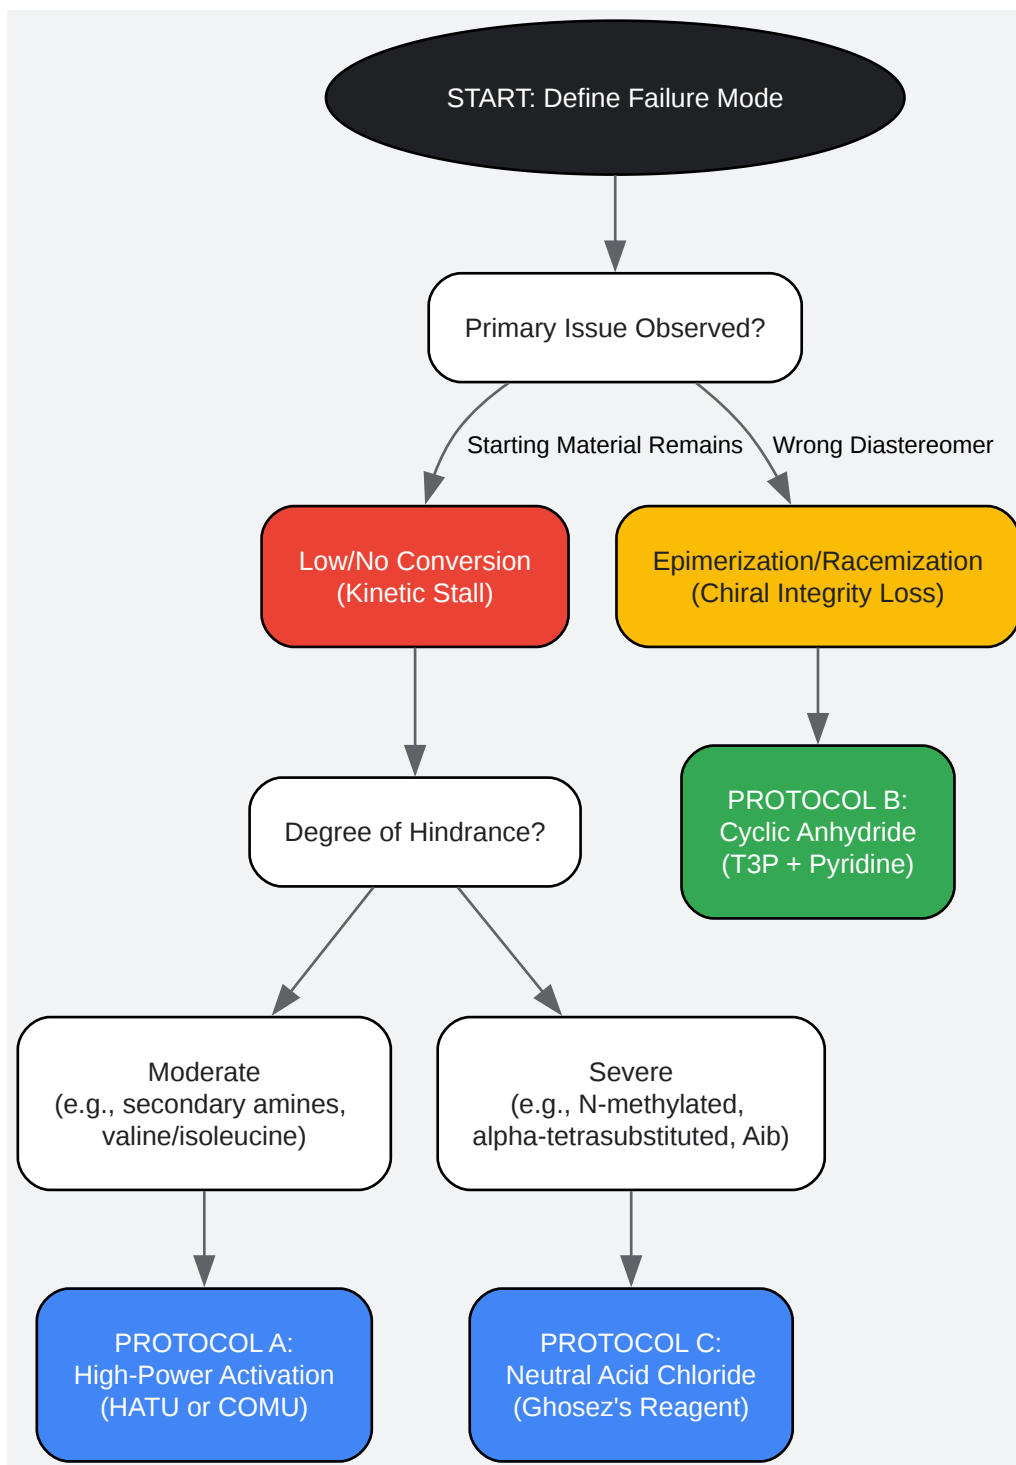 START: Define Failure Mode
Primary Issue Observed?
Starting Material Remains
Wrong Diastereomer
Low/No Conversion
(Kinetic Stall)
Epimerization/Racemization
(Chiral Integrity Loss)
PROTOCOL B:
Cyclic Anhydride
(T3P + Pyridine)
Degree of Hindrance?
Moderate
(e.g., secondary amines,
valine/isoleucine)
Severe
(e.g., N-methylated,
alpha-tetrasubstituted, Aib)
PROTOCOL A:
High-Power Activation
(HATU or COMU)
PROTOCOL C:
Neutral Acid Chloride
(Ghosez's Reagent)